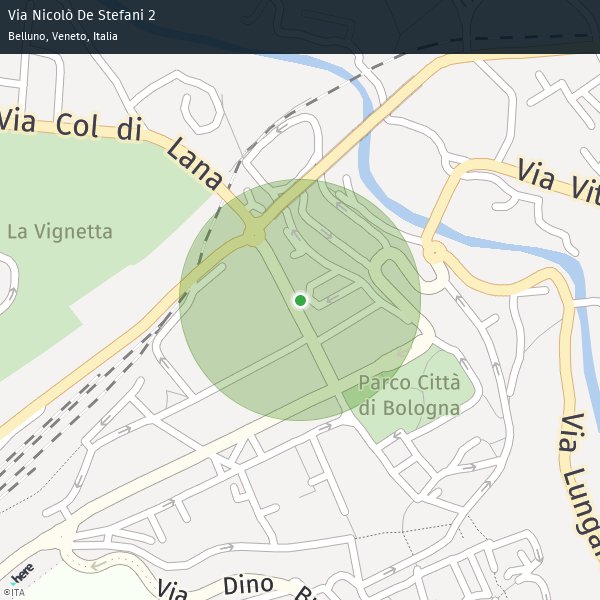 Via Nicolò De Stefani 2
Belluno, Veneto, Italia
Via Col di Lana
Via Vit
La Vignetta
Parco Città
di Bologna
Via Lunga
Via Dino B
here
©ITA